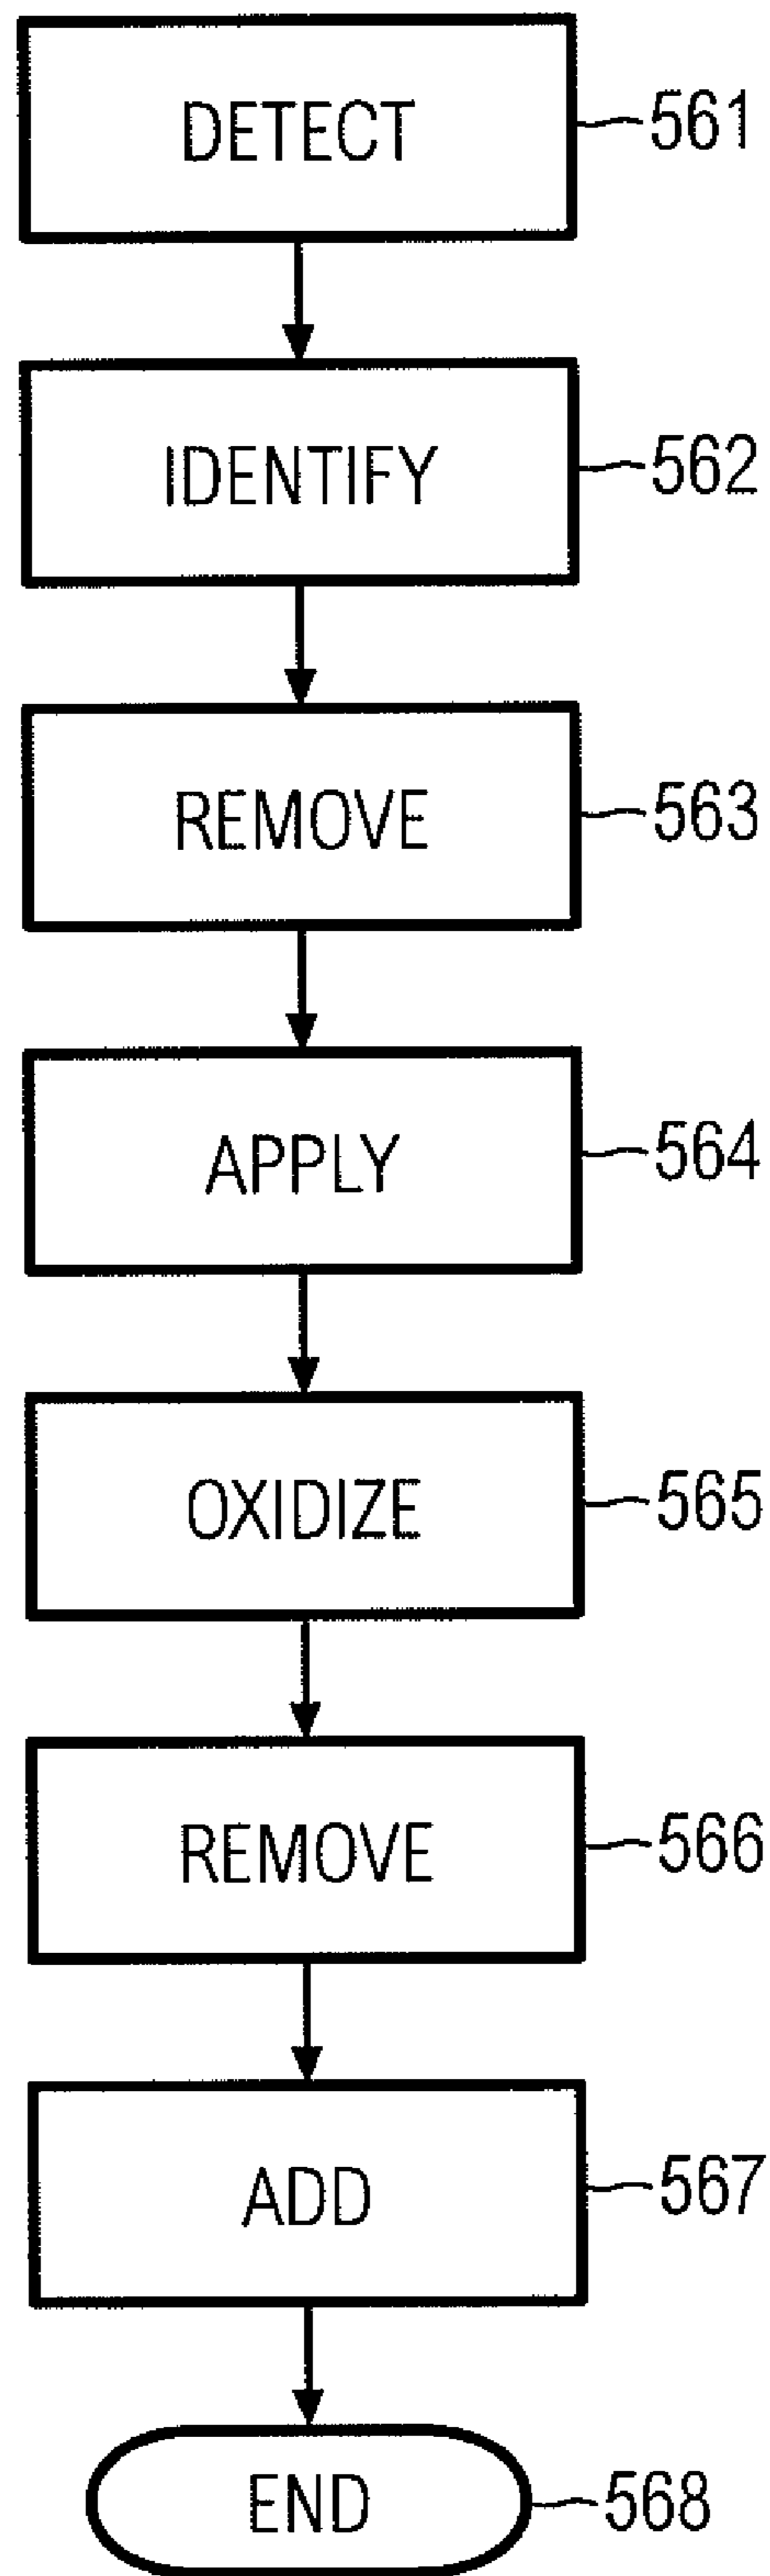 DETECT 561
IDENTIFY 562
REMOVE 563
APPLY 564
OXIDIZE 565
REMOVE 566
ADD 567
END 568